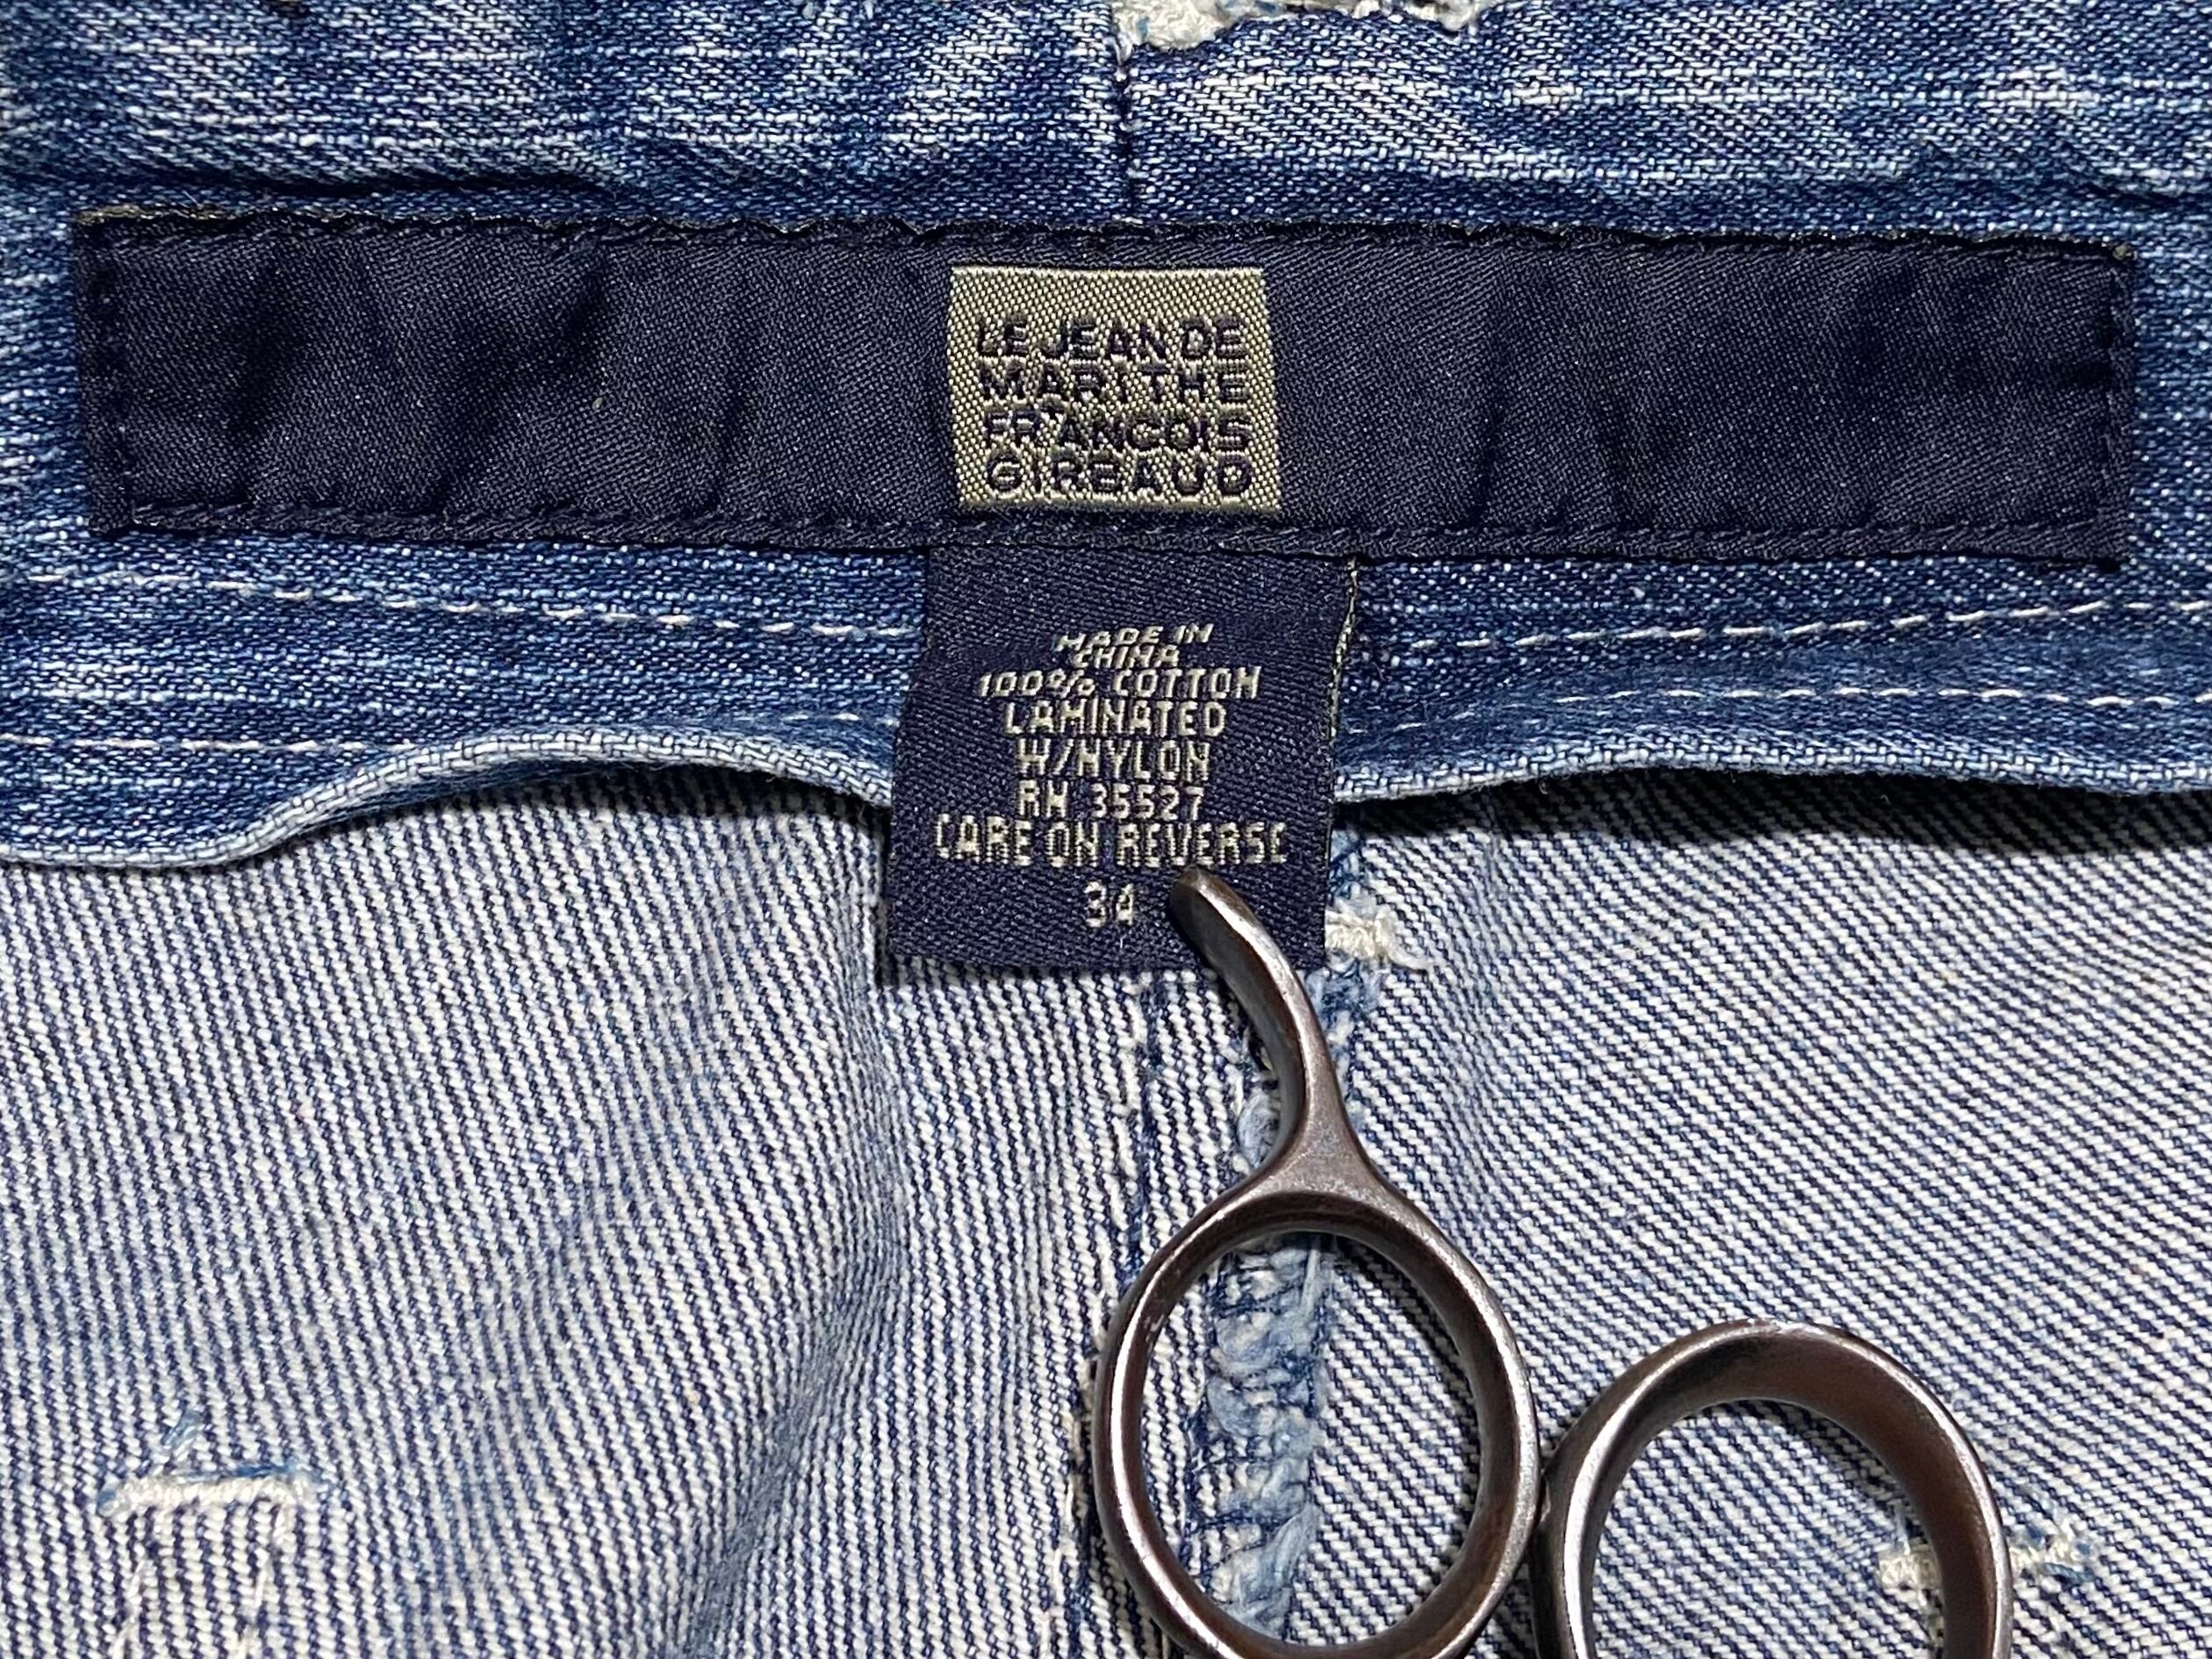 LE JEAN DE
MARITHE
FRANCOIS
GIRBAUD
MADE IN
CHINA
100% COTTON
LAMINATED
W/NYLON
RN 35527
CARE ON REVERSE
34